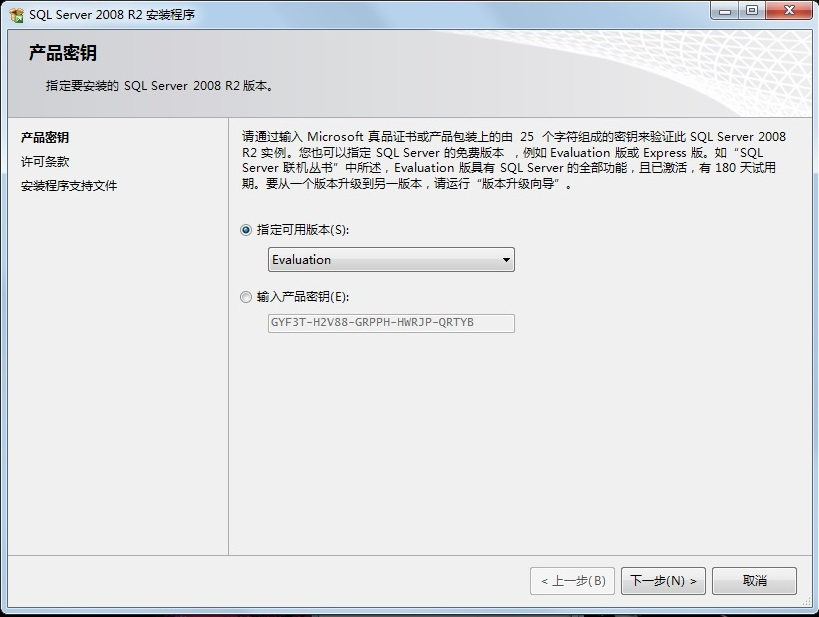 SQL Server 2008 R2 安装程序
产品密钥
指定要安装的 SQL Server 2008 R2 版本。
产品密钥
许可条款
安装程序支持文件
请通过输入 Microsoft 真品证书或产品包装上的由 25 个字符组成的密钥来验证此 SQL Server 2008
R2 实例。您也可以指定 SQL Server 的免费版本 ，例如 Evaluation 版或 Express 版。如“SQL
Server 联机丛书”中所述，Evaluation 版具有 SQL Server 的全部功能，且已激活，有 180 天试用
期。要从一个版本升级到另一版本，请运行“版本升级向导”。
指定可用版本(S):
Evaluation
输入产品密钥(E):
GYF3T-H2V88-GRPPH-HWRJP-QRTYB
< 上一步(B)
下一步(N) >
取消